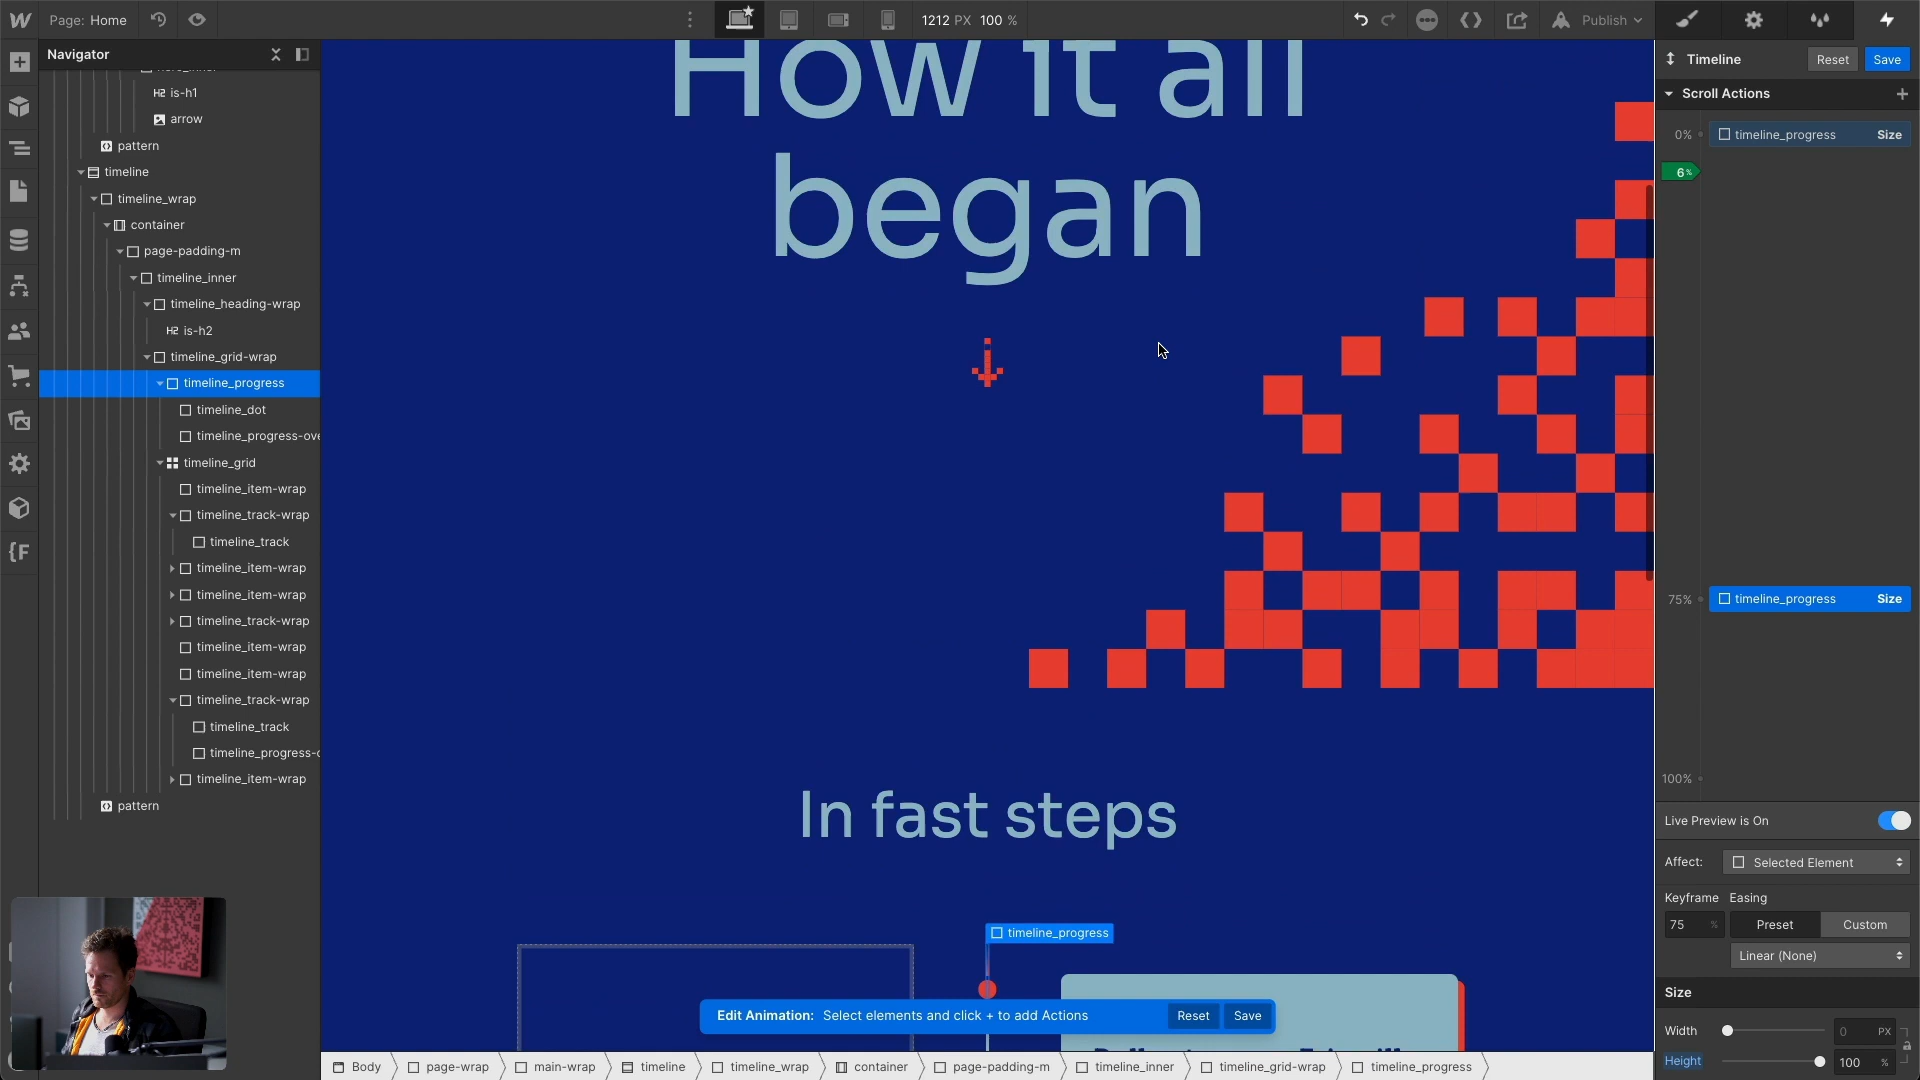 Page: Home
1212 PX 100 %
Publish
Navigator
is-h1
arrow
pattern
timeline
timeline_wrap
container
page-padding-m
timeline_inner
timeline_heading-wrap
is-h2
timeline_grid-wrap
timeline_progress
timeline_dot
timeline_progress-ove
timeline_grid
timeline_item-wrap
timeline_track-wrap
timeline_track
timeline_item-wrap
timeline_item-wrap
timeline_track-wrap
timeline_item-wrap
timeline_item-wrap
timeline_track-wrap
timeline_track
timeline_progress-o
timeline_item-wrap
pattern
How it all
began
In fast steps
timeline_progress
Edit Animation: Select elements and click + to add Actions Reset Save
Body page-wrap main-wrap timeline timeline_wrap container page-padding-m timeline_inner timeline_grid-wrap timeline_progress
Timeline Reset Save
Scroll Actions
0% timeline_progress Size
6%
75% timeline_progress Size
100%
Live Preview is On
Affect: Selected Element
Keyframe Easing
75 % Preset Custom
Linear (None)
Size
Width 0 PX
Height 100 %